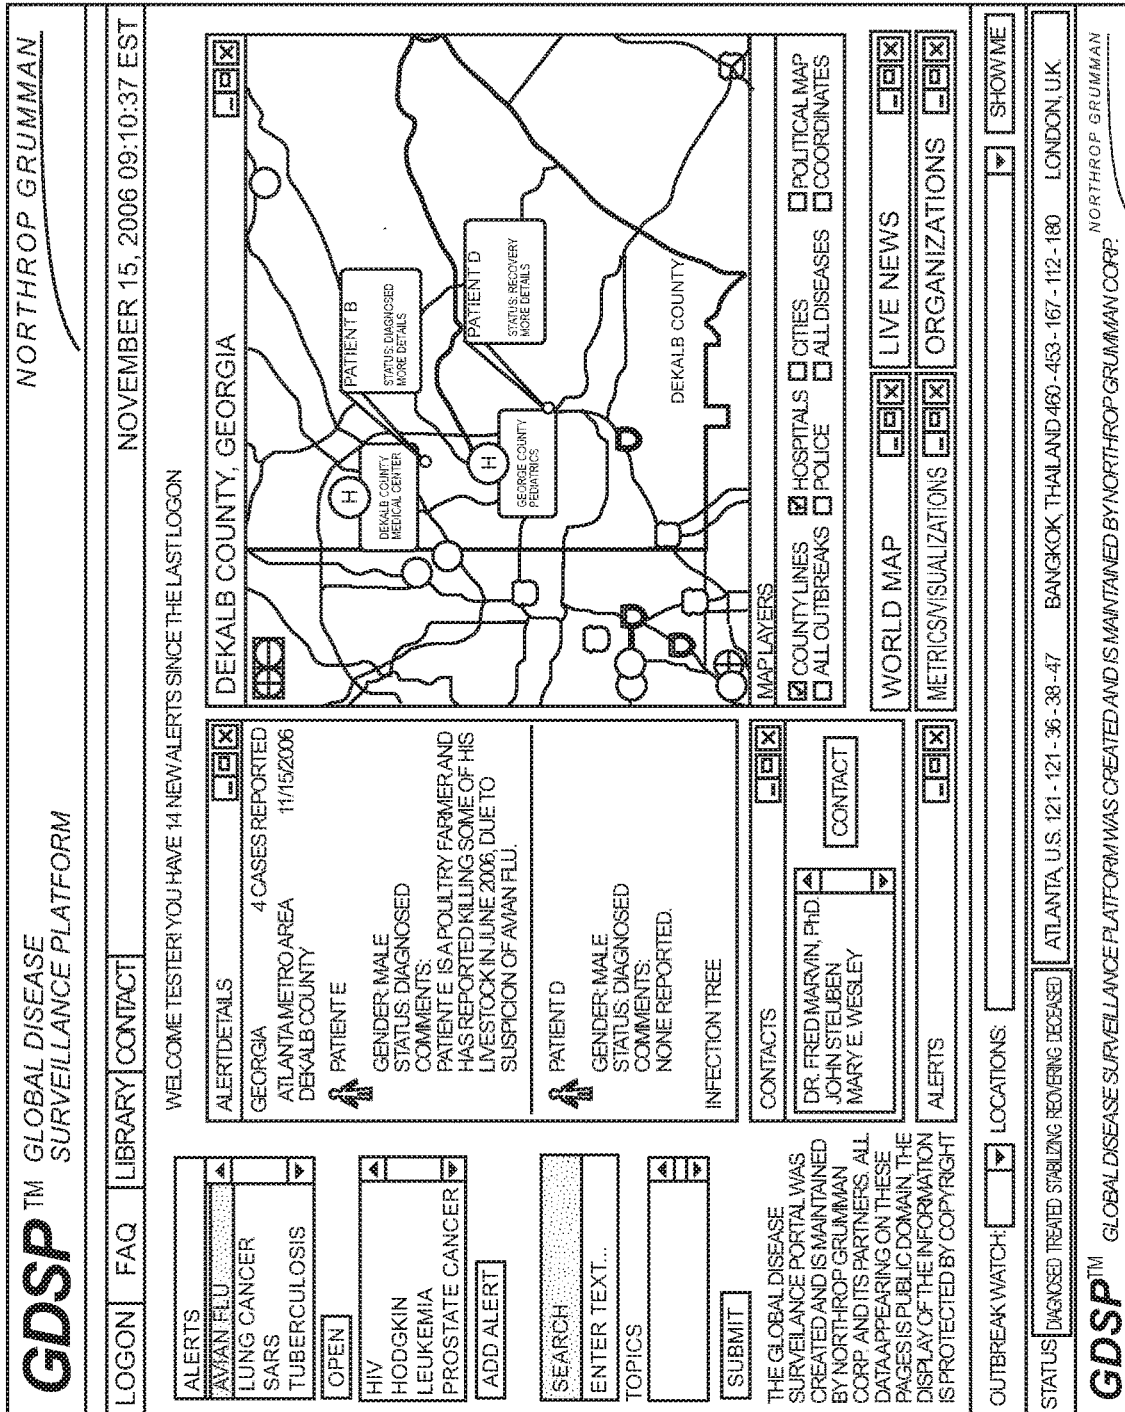 GDSP™ GLOBAL DISEASE
SURVEILLANCE PLATFORM
NORTHROP GRUMMAN
LOGON FAQ LIBRARY CONTACT
NOVEMBER 15, 2006 09:10:37 EST
WELCOME TESTER! YOU HAVE 14 NEW ALERTS SINCE THE LAST LOGON
ALERTS
AVIAN FLU
LUNG CANCER
SARS
TUBERCULOSIS
OPEN
HIV
HODGKIN
LEUKEMIA
PROSTATE CANCER
ADD ALERT
SEARCH
ENTER TEXT...
TOPICS
SUBMIT
THE GLOBAL DISEASE
SURVEILANCE PORTAL WAS
CREATED AND IS MAINTAINED
BY NORTHROP GRUMMAN
CORP. AND ITS PARTNERS. ALL
DATA APPEARING ON THESE
PAGES IS PUBLIC DOMAIN, THE
DISPLAY OF THE INFORMATION
IS PROTECTED BY COPYRIGHT
ALERT DETAILS
GEORGIA 4 CASES REPORTED
ATLANTA METRO AREA 11/15/2006
DEKALB COUNTY
PATIENT E
GENDER: MALE
STATUS: DIAGNOSED
COMMENTS:
PATIENT E IS A POULTRY FARMER AND
HAS REPORTED KILLING SOME OF HIS
LIVESTOCK IN JUNE 2006, DUE TO
SUSPICION OF AVIAN FLU.
PATIENT D
GENDER: MALE
STATUS: DIAGNOSED
COMMENTS:
NONE REPORTED.
INFECTION TREE
CONTACTS
DR. FRED MARVIN, PhD.
JOHN STEUBEN
MARY E. WESLEY
CONTACT
ALERTS
DEKALB COUNTY, GEORGIA
H
DEKALB COUNTY
MEDICAL CENTER
PATIENT B
STATUS: DIAGNOSED
MORE DETAILS
H
GEORGE COUNTY
PEDIATRICS
PATIENT D
STATUS: RECOVERY
MORE DETAILS
DEKALB COUNTY
MAP LAYERS
COUNTY LINES HOSPITALS CITIES POLITICAL MAP
ALL OUTBREAKS POLICE ALL DISEASES COORDINATES
WORLD MAP LIVE NEWS
METRICS/VISUALIZATIONS ORGANIZATIONS
OUTBREAK WATCH: LOCATIONS: SHOW ME
STATUS DIAGNOSED TREATED STABILIZING REOVERING DECEASED ATLANTA, U.S. 121 - 121 - 36 - 38 - 47 BANGKOK, THAILAND 460 - 453 - 167 - 112 - 180 LONDON, U.K.
GDSP™ GLOBAL DISEASE SURVEILLANCE PLATFORM WAS CREATED AND IS MAINTAINED BY NORTHROP GRUMMAN CORP. NORTHROP GRUMMAN